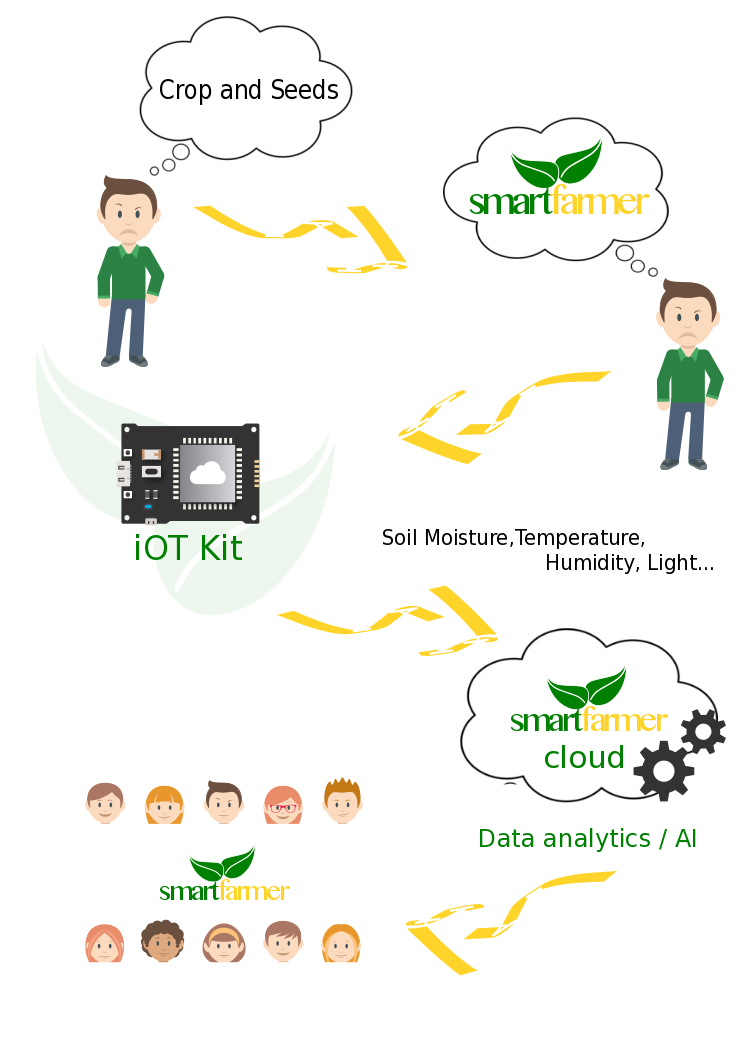 Crop and Seeds
smartfarmer
iOT Kit
Soil Moisture,Temperature,
Humidity, Light...
smartfarmer
cloud
Data analytics / AI
smartfarmer